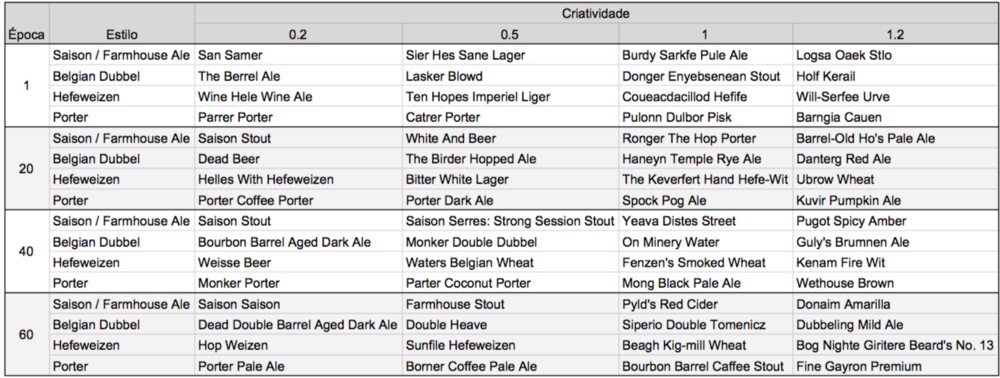 Criatividade
Época Estilo 0.2 0.5 1 1.2
Saison / Farmhouse Ale San Samer Sier Hes Sane Lager Burdy Sarkfe Pule Ale Logsa Oaek Stlo
Belgian Dubbel The Berrel Ale Lasker Blowd Donger Enyebsenean Stout Holf Kerail
1
Hefeweizen Wine Hele Wine Ale Ten Hopes Imperiel Liger Coueacdacillod Hefife Will-Serfee Urve
Porter Parrer Porter Catrer Porter Pulonn Dulbor Pisk Barngia Cauen
Saison / Farmhouse Ale Saison Stout White And Beer Ronger The Hop Porter Barrel-Old Ho's Pale Ale
Belgian Dubbel Dead Beer The Birder Hopped Ale Haneyn Temple Rye Ale Danterg Red Ale
20
Hefeweizen Helles With Hefeweizen Bitter White Lager The Keverfert Hand Hefe-Wit Ubrow Wheat
Porter Porter Coffee Porter Porter Dark Ale Spock Pog Ale Kuvir Pumpkin Ale
Saison / Farmhouse Ale Saison Stout Saison Serres: Strong Session Stout Yeava Distes Street Pugot Spicy Amber
Belgian Dubbel Bourbon Barrel Aged Dark Ale Monker Double Dubbel On Minery Water Guly's Brumnen Ale
40
Hefeweizen Weisse Beer Waters Belgian Wheat Fenzen's Smoked Wheat Kenam Fire Wit
Porter Monker Porter Parter Coconut Porter Mong Black Pale Ale Wethouse Brown
Saison / Farmhouse Ale Saison Saison Farmhouse Stout Pyld's Red Cider Donaim Amarilla
Belgian Dubbel Dead Double Barrel Aged Dark Ale Double Heave Siperio Double Tomenicz Dubbeling Mild Ale
60
Hefeweizen Hop Weizen Sunfile Hefeweizen Beagh Kig-mill Wheat Bog Nighte Giritere Beard's No. 13
Porter Porter Pale Ale Borner Coffee Pale Ale Bourbon Barrel Caffee Stout Fine Gayron Premium